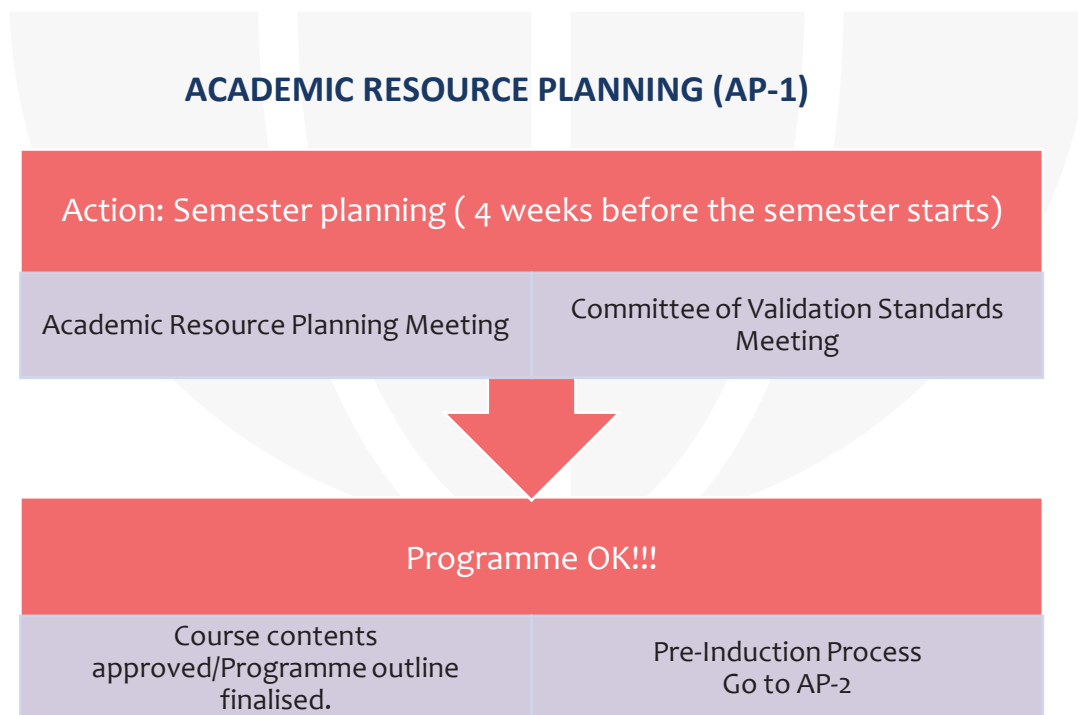 ACADEMIC RESOURCE PLANNING (AP-1)
Action: Semester planning ( 4 weeks before the semester starts)
Academic Resource Planning Meeting
Committee of Validation Standards
Meeting
Programme OK!!!
Course contents
approved/Programme outline
finalised.
Pre-Induction Process
Go to AP-2